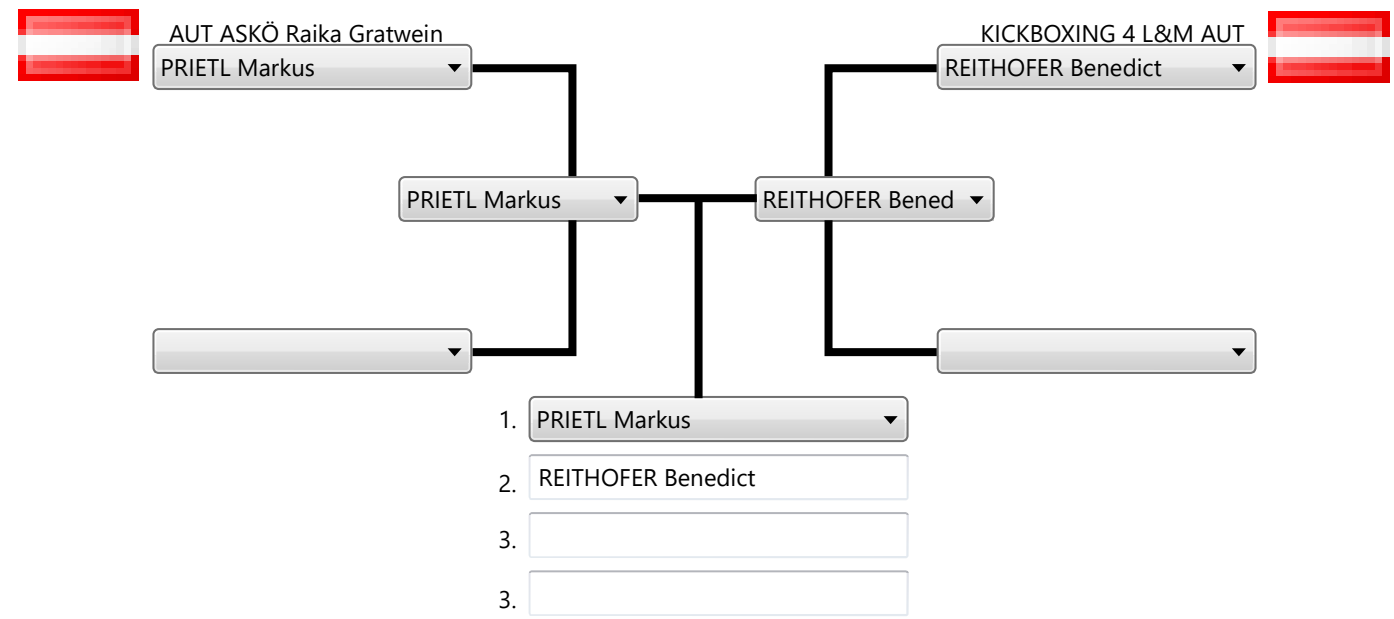 AUT ASKÖ Raika Gratwein
KICKBOXING 4 L&M AUT
PRIETL Markus
REITHOFER Benedict
PRIETL Markus
REITHOFER Bened
1. PRIETL Markus
2. REITHOFER Benedict
3.
3.